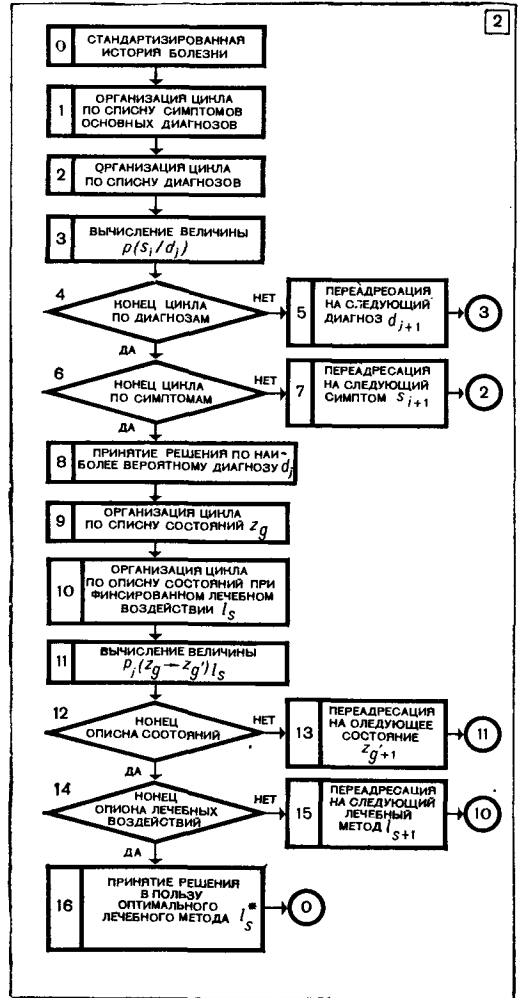 2
0 СТАНДАРТИЗИРОВАННАЯ
ИСТОРИЯ БОЛЕЗНИ
1 ОРГАНИЗАЦИЯ ЦИКЛА
ПО СПИСКУ СИМПТОМОВ
ОСНОВНЫХ ДИАГНОЗОВ
2 ОРГАНИЗАЦИЯ ЦИКЛА
ПО СПИСКУ ДИАГНОЗОВ
3 ВЫЧИСЛЕНИЕ ВЕЛИЧИНЫ
p(s_i/d_j)
4 КОНЕЦ ЦИКЛА
ПО ДИАГНОЗАМ
НЕТ
ДА
5 ПЕРЕАДРЕСАЦИЯ
НА СЛЕДУЮЩИЙ
ДИАГНОЗ d_{j+1}
3
6 КОНЕЦ ЦИКЛА
ПО СИМПТОМАМ
НЕТ
ДА
7 ПЕРЕАДРЕСАЦИЯ
НА СЛЕДУЮЩИЙ
СИМПТОМ s_{i+1}
2
8 ПРИНЯТИЕ РЕШЕНИЯ ПО НАИ-
БОЛЕЕ ВЕРОЯТНОМУ ДИАГНОЗУ d_j
9 ОРГАНИЗАЦИЯ ЦИКЛА
ПО СПИСКУ СОСТОЯНИЙ z_g
10 ОРГАНИЗАЦИЯ ЦИКЛА
ПО СПИСКУ СОСТОЯНИЙ ПРИ
ФИКСИРОВАННОМ ЛЕЧЕБНОМ
ВОЗДЕЙСТВИИ l_s
11 ВЫЧИСЛЕНИЕ ВЕЛИЧИНЫ
p_j(z_g→z_g')l_s
12 КОНЕЦ
СПИСКА СОСТОЯНИЙ
НЕТ
ДА
13 ПЕРЕАДРЕСАЦИЯ
НА СЛЕДУЮЩЕЕ
СОСТОЯНИЕ
z_{g'+1}
11
14 КОНЕЦ
СПИСКА ЛЕЧЕБНЫХ
ВОЗДЕЙСТВИЙ
НЕТ
ДА
15 ПЕРЕАДРЕСАЦИЯ
НА СЛЕДУЮЩИЙ
ЛЕЧЕБНЫЙ
МЕТОД l_{s+1}
10
16 ПРИНЯТИЕ РЕШЕНИЯ
В ПОЛЬЗУ
ОПТИМАЛЬНОГО
ЛЕЧЕБНОГО МЕТОДА l_s*
0